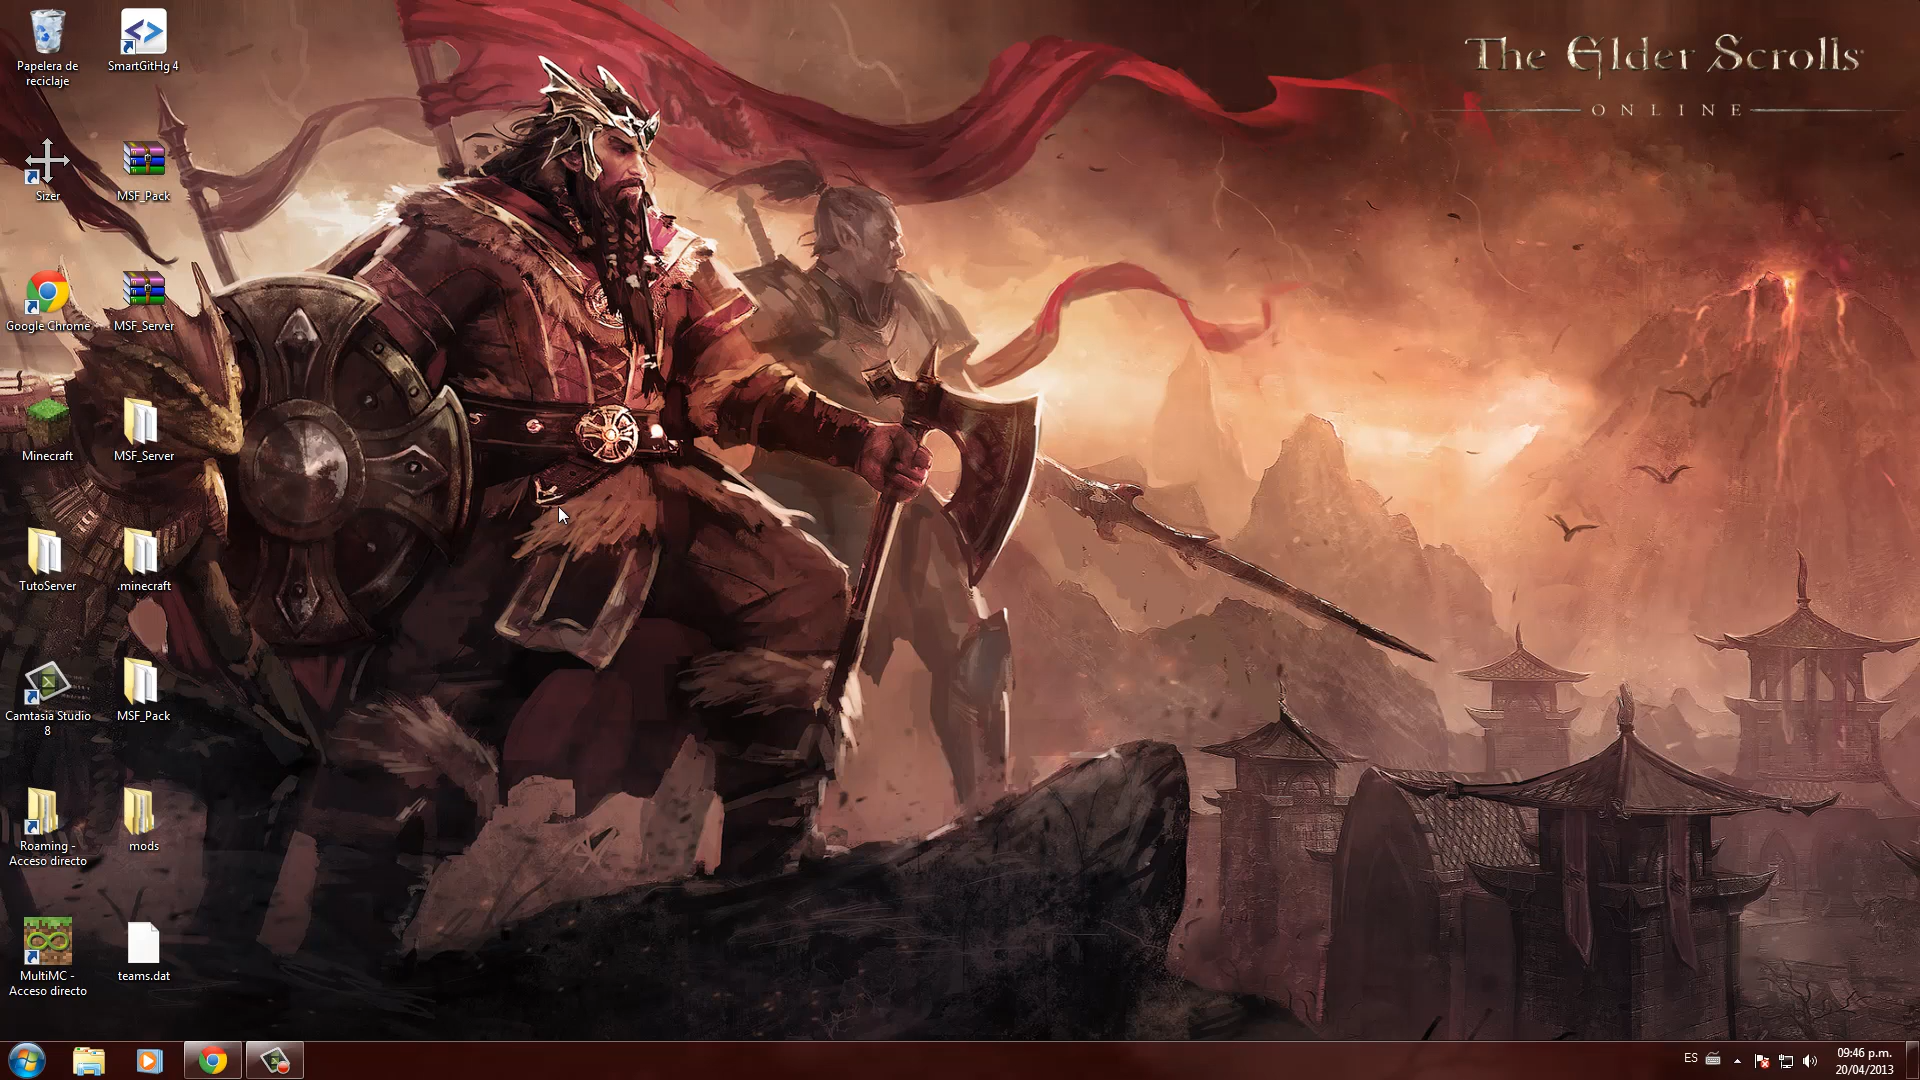 Papelera de
reciclaje
SmartGitHg 4
Sizer
MSF_Pack
Google Chrome
MSF_Server
Minecraft
MSF_Server
TutoServer
.minecraft
Camtasia Studio
8
MSF_Pack
Roaming -
Acceso directo
mods
MultiMC -
Acceso directo
teams.dat
The Elder Scrolls
ONLINE
ES
09:46 p.m.
20/04/2013